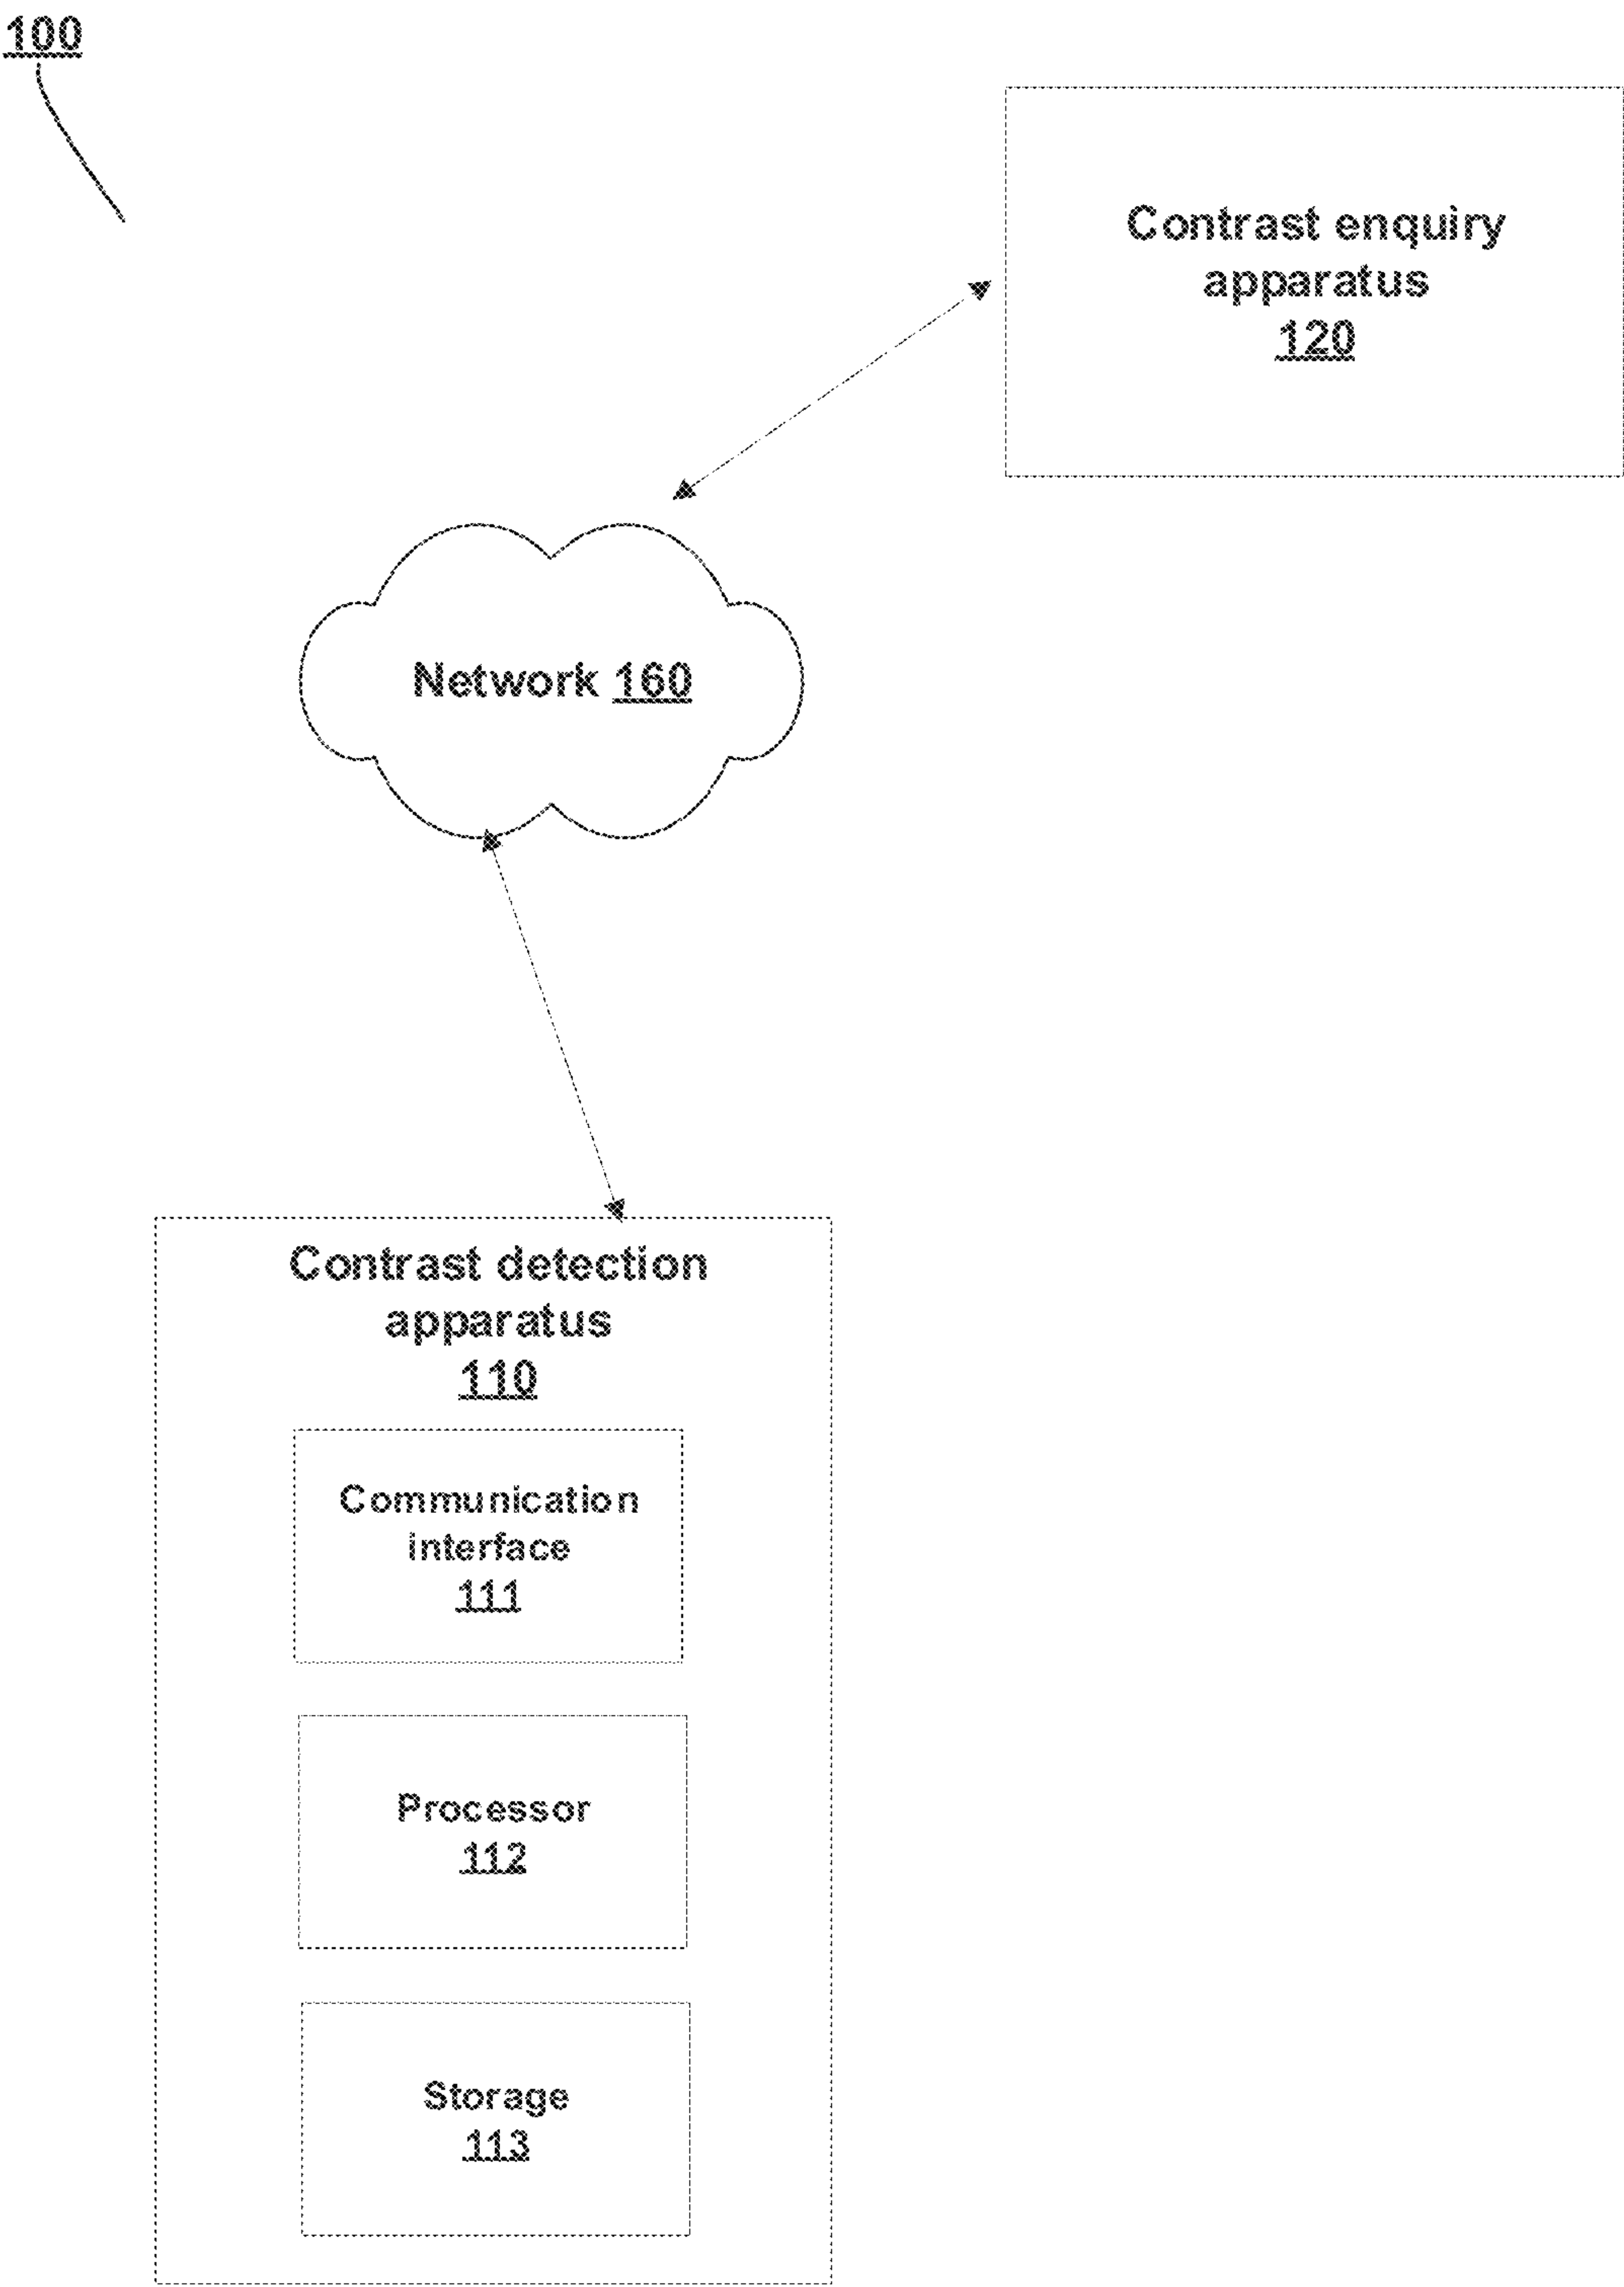 100
Contrast enquiry
apparatus
120
Network 160
Contrast detection
apparatus
110
Communication
interface
111
Processor
112
Storage
113